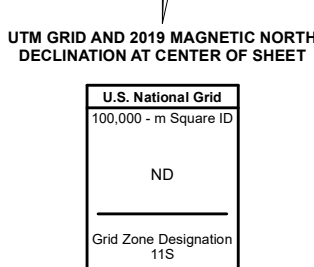 UTM GRID AND 2019 MAGNETIC NORTH
DECLINATION AT CENTER OF SHEET
U.S. National Grid
100,000 - m Square ID
ND
Grid Zone Designation
11S